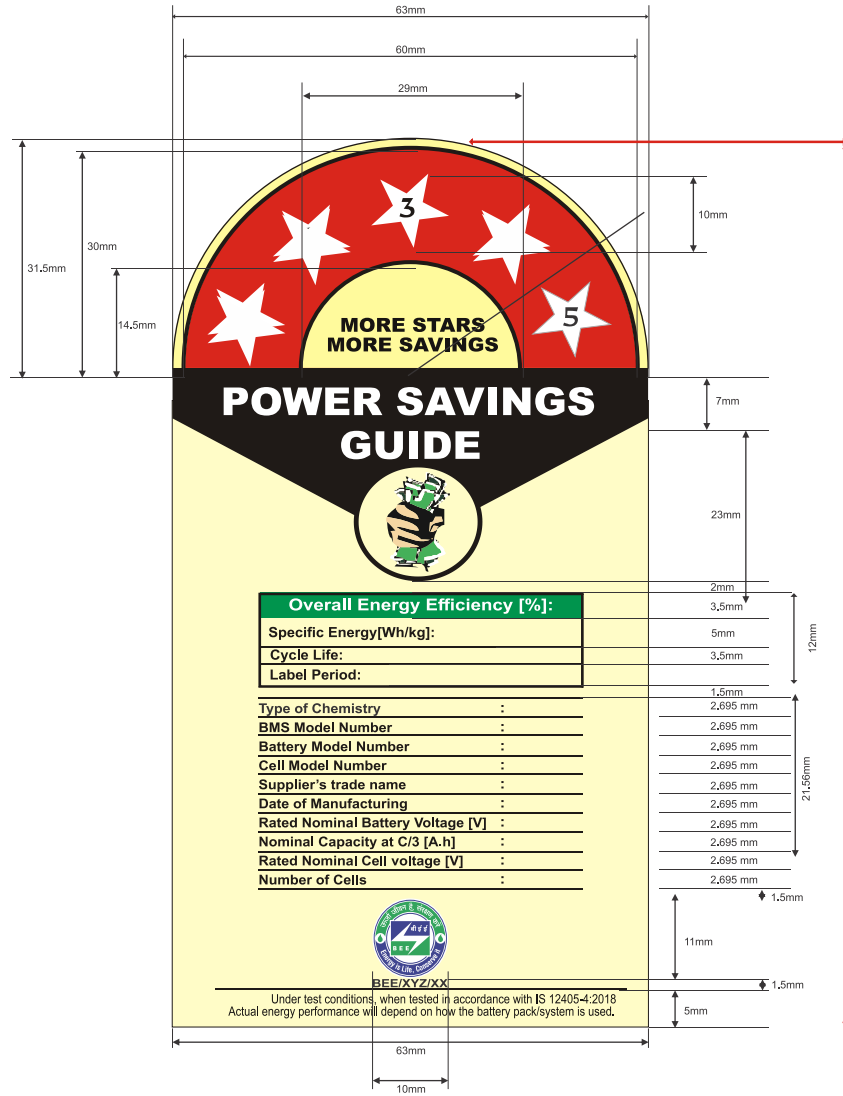 63mm
60mm
29mm
31.5mm
30mm
14.5mm
10mm
3
5
MORE STARS
MORE SAVINGS
POWER SAVINGS
GUIDE
7mm
23mm
2mm
Overall Energy Efficiency [%]:
3.5mm
Specific Energy[Wh/kg]:
5mm
12mm
Cycle Life:
3.5mm
Label Period:
1.5mm
Type of Chemistry :
2.695 mm
BMS Model Number :
2.695 mm
Battery Model Number :
2.695 mm
Cell Model Number :
2.695 mm
Supplier's trade name :
2.695 mm
21.56mm
Date of Manufacturing :
2.695 mm
Rated Nominal Battery Voltage [V] :
2.695 mm
Nominal Capacity at C/3 [A.h] :
2.695 mm
Rated Nominal Cell voltage [V] :
2.695 mm
Number of Cells :
2.695 mm
1.5mm
बी ई ई
BEE
Energy is Life, Conserve it
11mm
BEE/XYZ/XX
1.5mm
Under test conditions, when tested in accordance with IS 12405-4:2018
Actual energy performance will depend on how the battery pack/system is used.
5mm
63mm
10mm